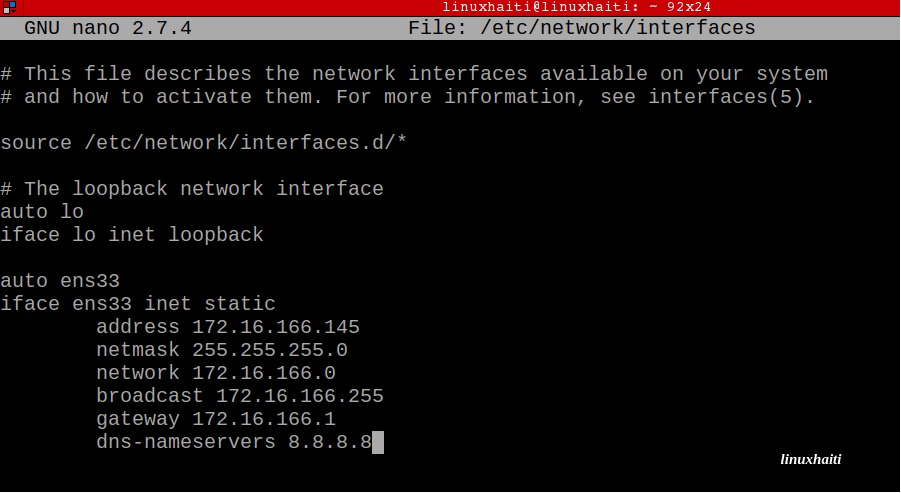 linuxhaiti@linuxhaiti: ~ 92x24
GNU nano 2.7.4 File: /etc/network/interfaces
# This file describes the network interfaces available on your system
# and how to activate them. For more information, see interfaces(5).
source /etc/network/interfaces.d/*
# The loopback network interface
auto lo
iface lo inet loopback
auto ens33
iface ens33 inet static
address 172.16.166.145
netmask 255.255.255.0
network 172.16.166.0
broadcast 172.16.166.255
gateway 172.16.166.1
dns-nameservers 8.8.8.8
linuxhaiti